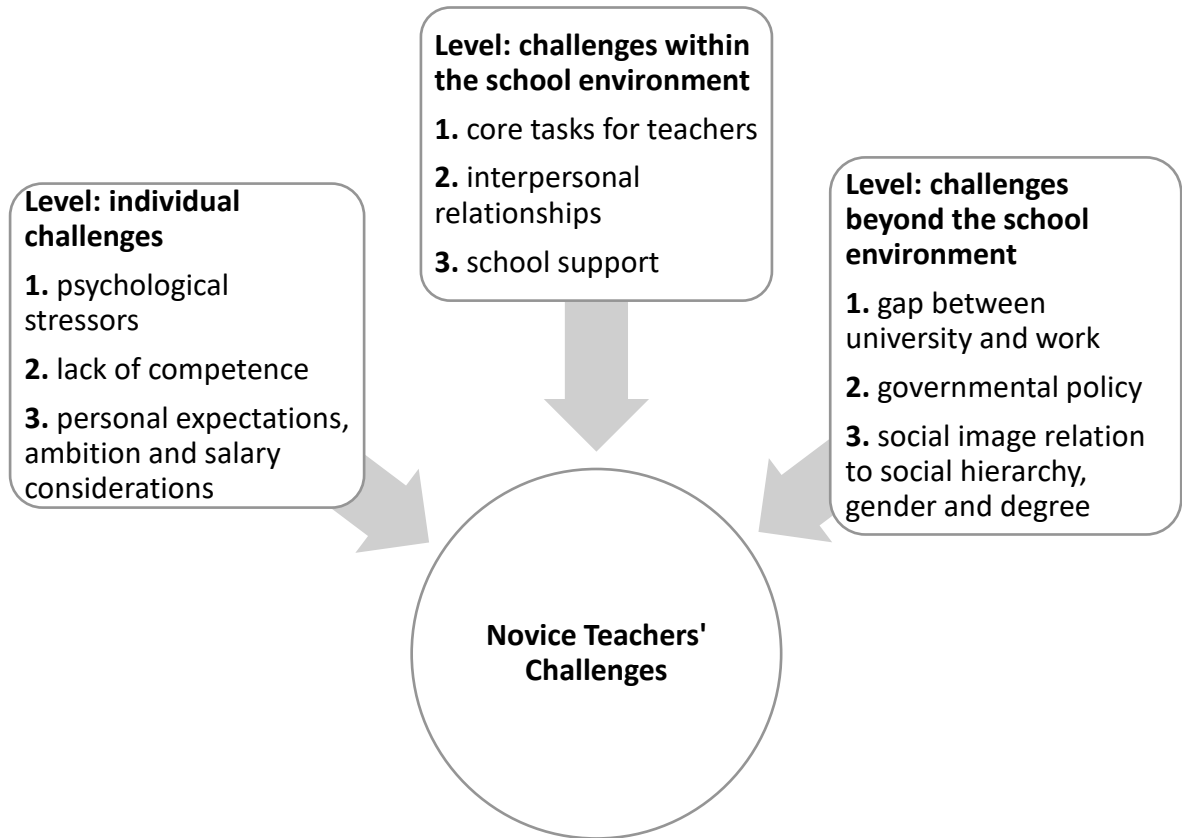 Level: individual
challenges
1. psychological
stressors
2. lack of competence
3. personal expectations,
ambition and salary
considerations
Level: challenges within
the school environment
1. core tasks for teachers
2. interpersonal
relationships
3. school support
Level: challenges
beyond the school
environment
1. gap between
university and work
2. governmental policy
3. social image relation
to social hierarchy,
gender and degree
Novice Teachers'
Challenges